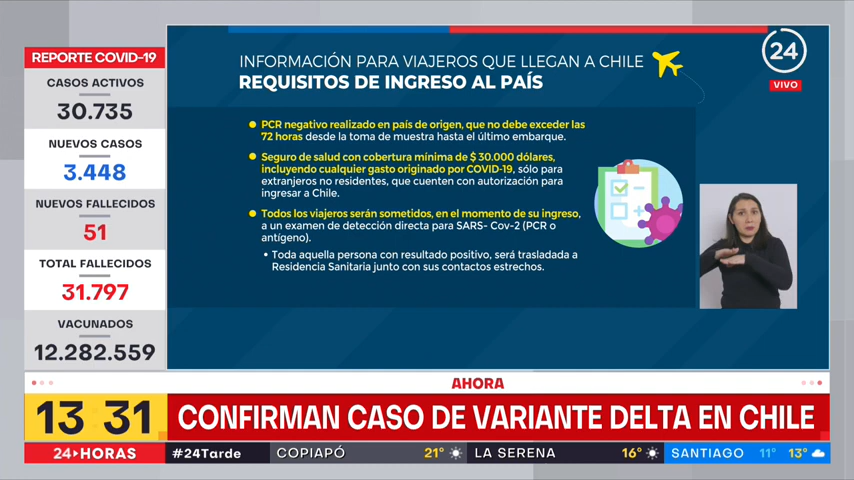 REPORTE COVID-19
CASOS ACTIVOS
30.735
NUEVOS CASOS
3.448
NUEVOS FALLECIDOS
51
TOTAL FALLECIDOS
31.797
VACUNADOS
12.282.559
INFORMACIÓN PARA VIAJEROS QUE LLEGAN A CHILE
REQUISITOS DE INGRESO AL PAÍS
PCR negativo realizado en país de origen, que no debe exceder las
72 horas desde la toma de muestra hasta el último embarque.
Seguro de salud con cobertura mínima de $ 30.000 dólares,
incluyendo cualquier gasto originado por COVID-19, sólo para
extranjeros no residentes, que cuenten con autorización para
ingresar a Chile.
Todos los viajeros serán sometidos, en el momento de su ingreso,
a un examen de detección directa para SARS- Cov-2 (PCR o
antígeno).
Toda aquella persona con resultado positivo, será trasladada a
Residencia Sanitaria junto con sus contactos estrechos.
24
VIVO
AHORA
13 31
CONFIRMAN CASO DE VARIANTE DELTA EN CHILE
24 HORAS
#24Tarde
COPIAPÓ 21°
LA SERENA 16°
SANTIAGO 11° 13°